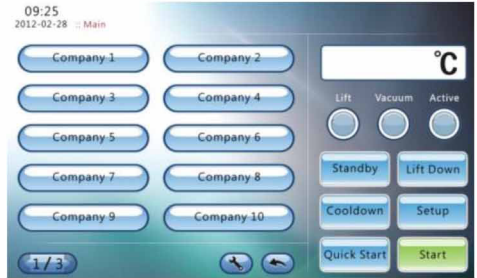 09:25
2012-02-28 :: Main
Company 1
Company 2
Company 3
Company 4
Company 5
Company 6
Company 7
Company 8
Company 9
Company 10
1/3
℃
Lift Vacuum Active
Standby
Lift Down
Cooldown
Setup
Quick Start
Start